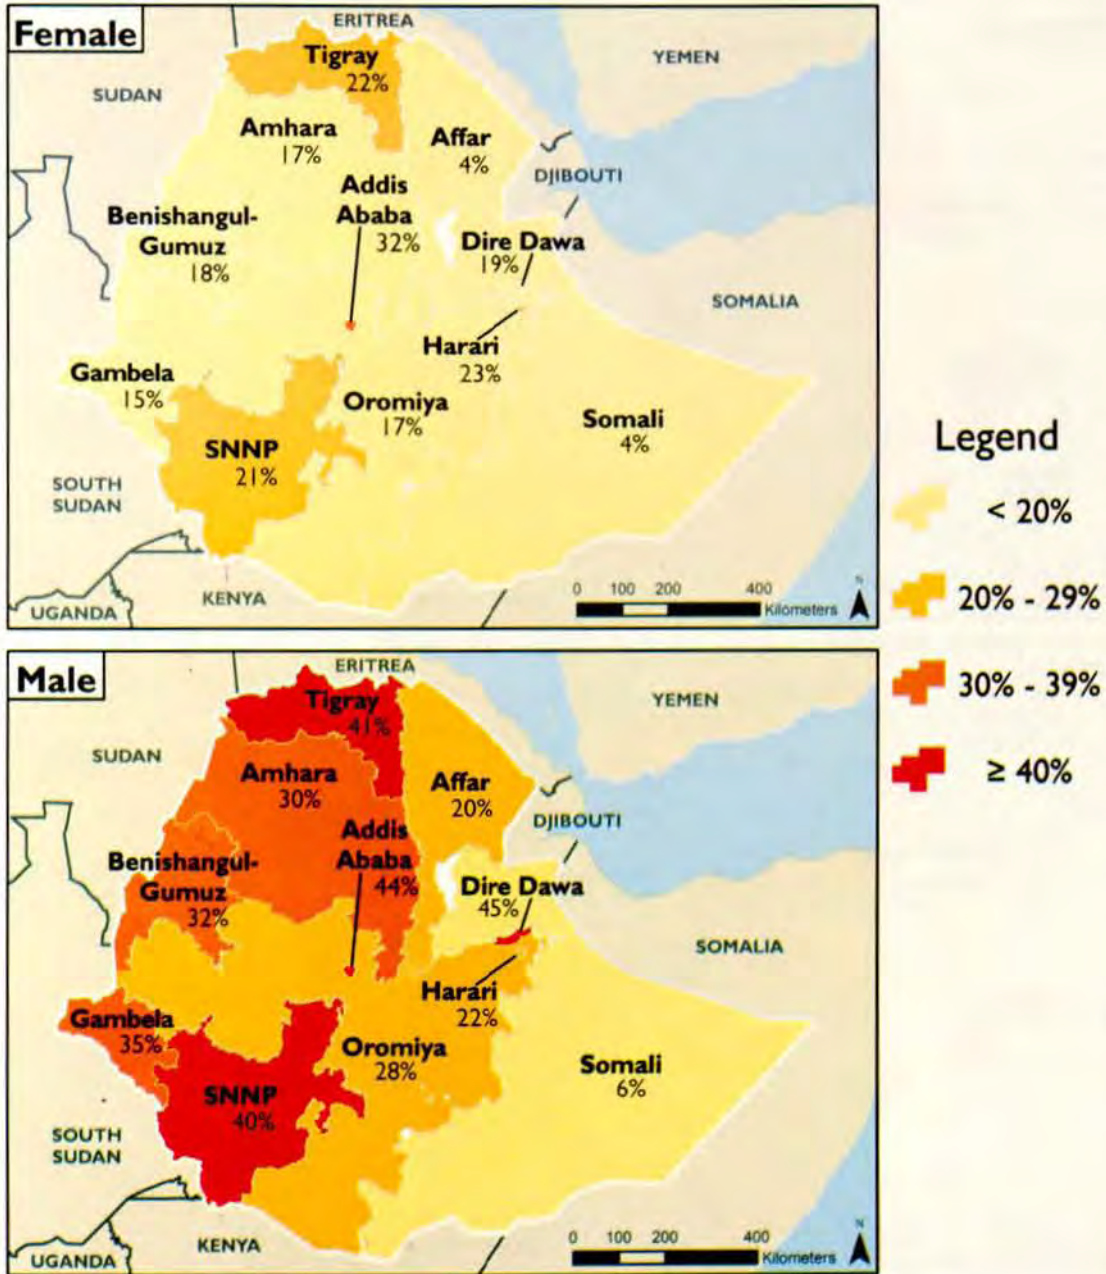 Female
ERITREA
YEMEN
SUDAN
Tigray
22%
Amhara
17%
Affar
4%
DJIBOUTI
Addis
Ababa
32%
Benishangul-
Gumuz
18%
Dire Dawa
19%
SOMALIA
Harari
23%
Gambela
15%
Oromiya
17%
Somali
4%
SNNP
21%
SOUTH
SUDAN
KENYA
UGANDA
0 100 200 400
Kilometers
N
Legend
< 20%
20% - 29%
30% - 39%
≥ 40%
Male
ERITREA
YEMEN
SUDAN
Tigray
41%
Amhara
30%
Affar
20%
DJIBOUTI
Addis
Ababa
44%
Benishangul-
Gumuz
32%
Dire Dawa
45%
SOMALIA
Harari
22%
Gambela
35%
Oromiya
28%
Somali
6%
SNNP
40%
SOUTH
SUDAN
KENYA
UGANDA
0 100 200 400
Kilometers
N